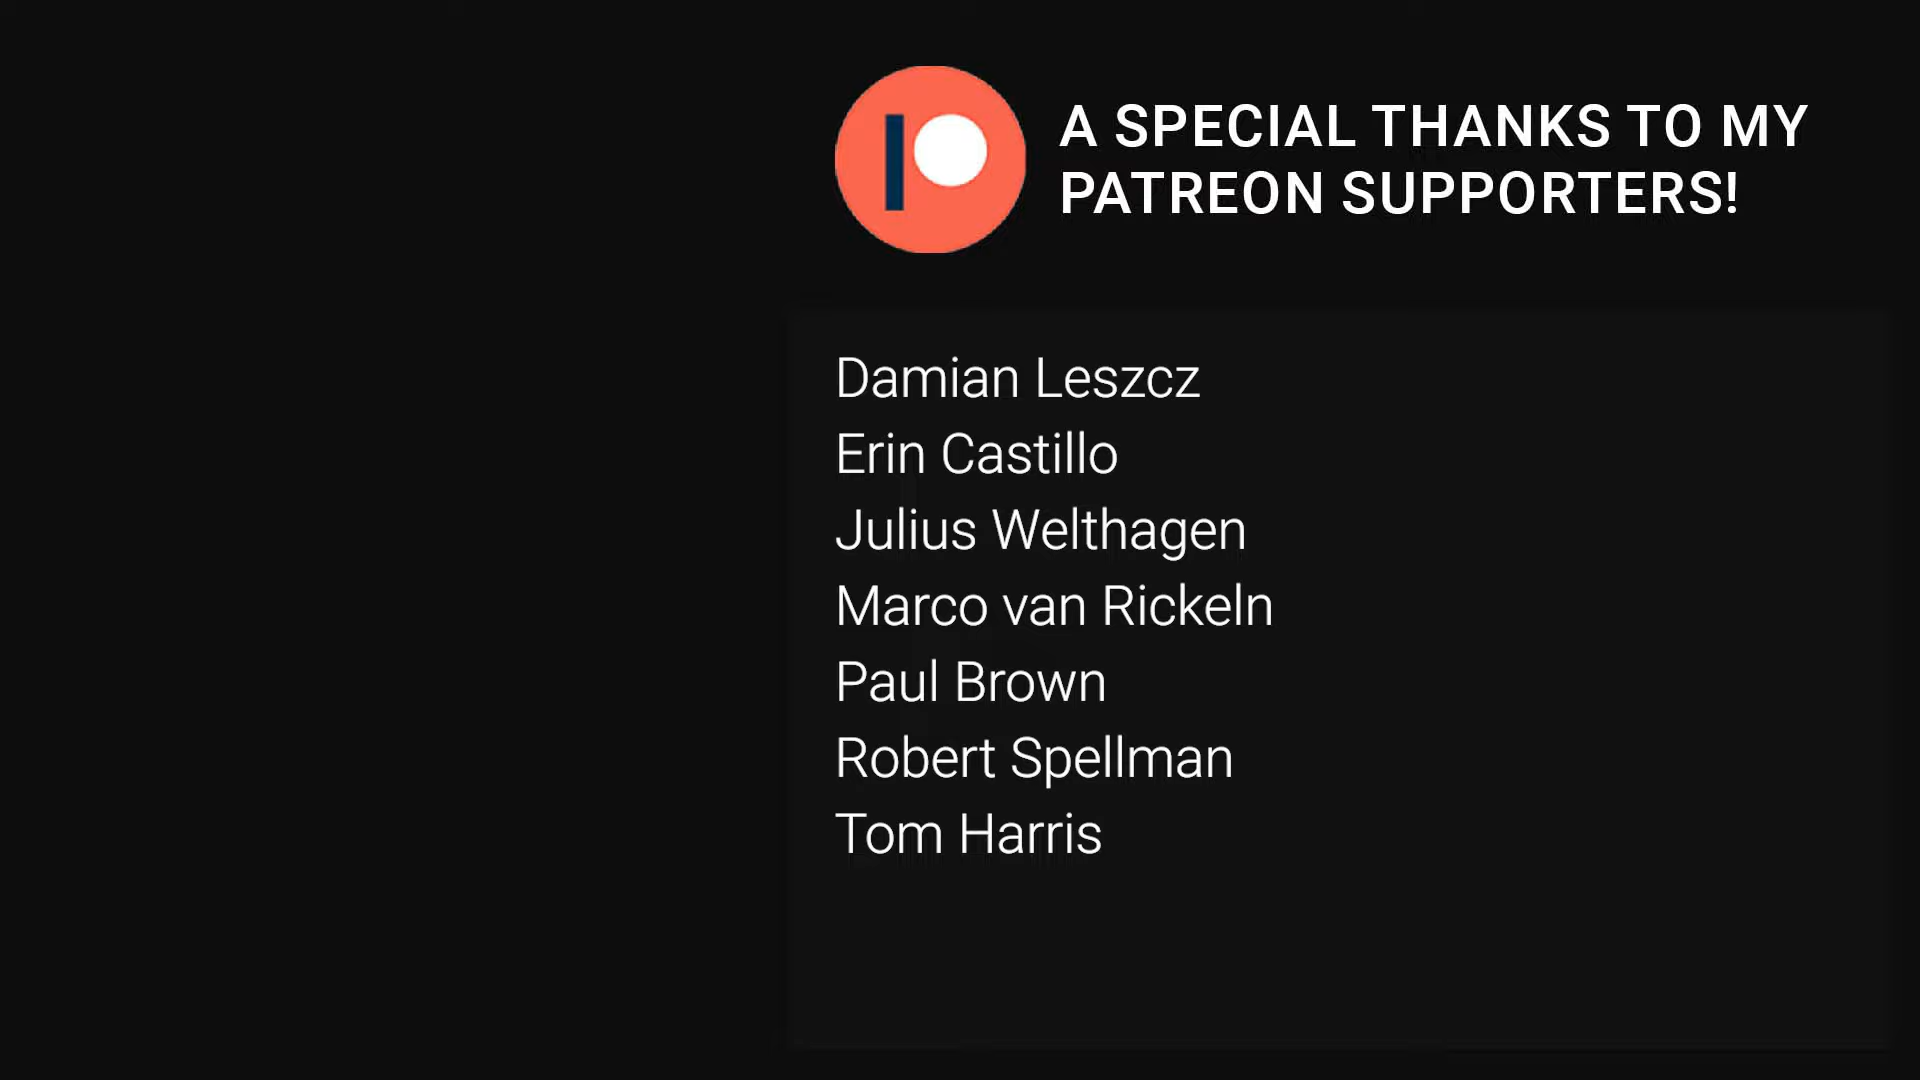 A SPECIAL THANKS TO MY
PATREON SUPPORTERS!
Damian Leszcz
Erin Castillo
Julius Welthagen
Marco van Rickeln
Paul Brown
Robert Spellman
Tom Harris